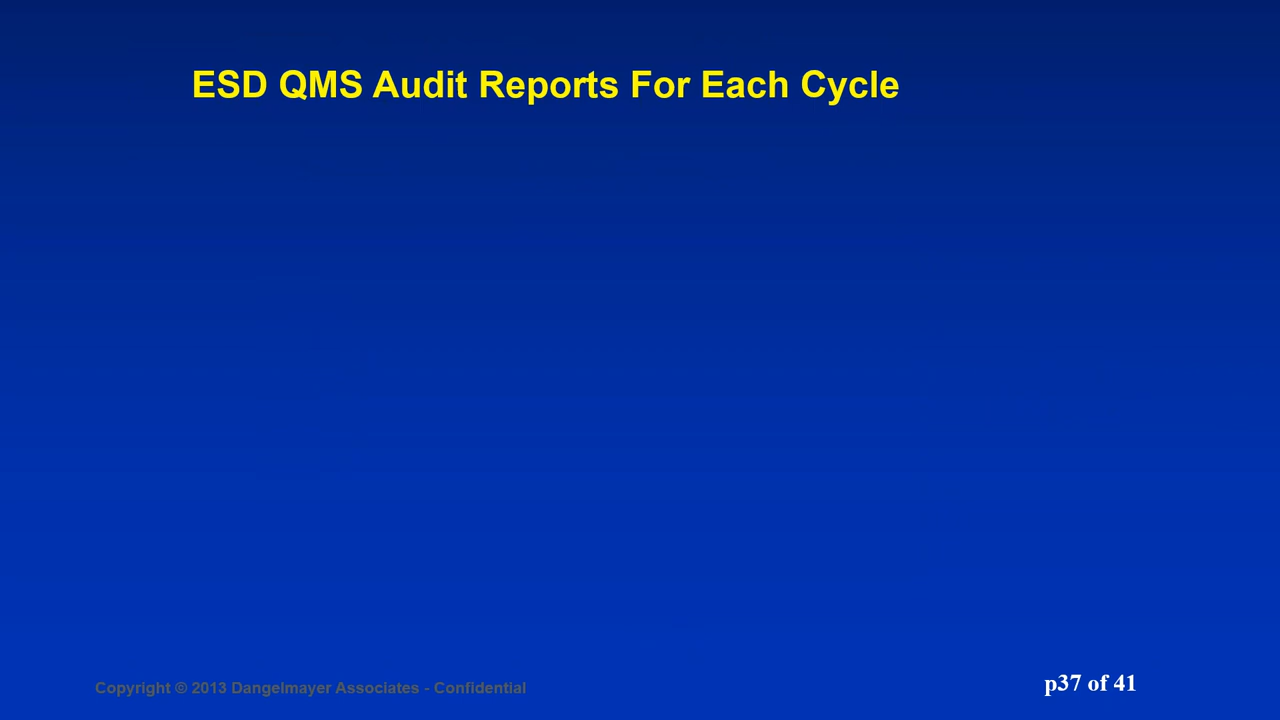 ESD QMS Audit Reports For Each Cycle
Copyright © 2013 Dangelmayer Associates - Confidential
p37 of 41